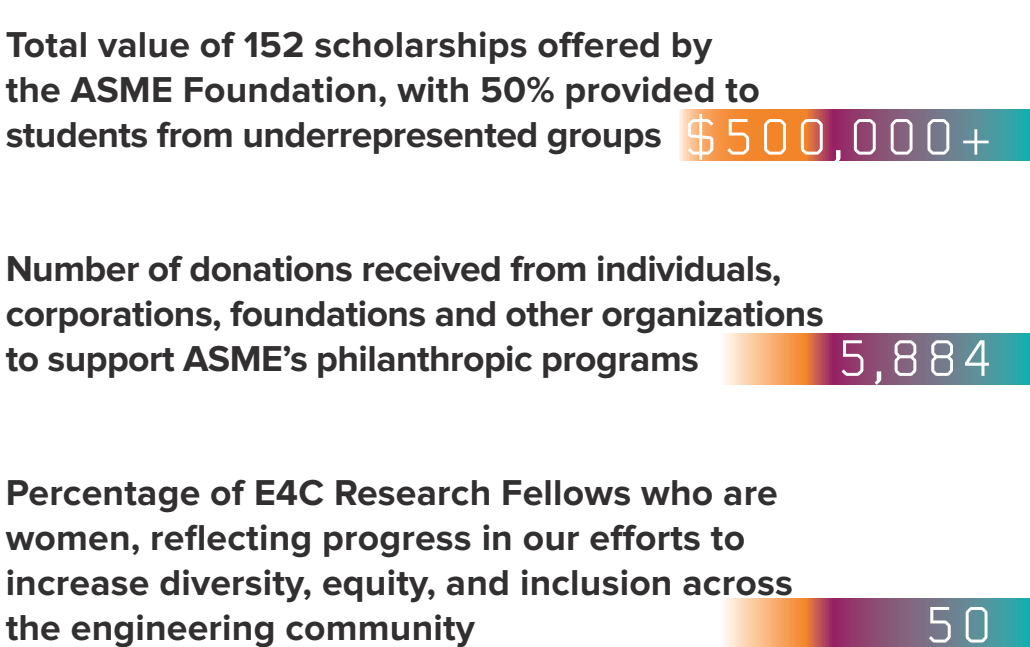 Total value of 152 scholarships offered by
the ASME Foundation, with 50% provided to
students from underrepresented groups $500,000+
Number of donations received from individuals,
corporations, foundations and other organizations
to support ASME’s philanthropic programs 5,884
Percentage of E4C Research Fellows who are
women, reflecting progress in our efforts to
increase diversity, equity, and inclusion across
the engineering community 50